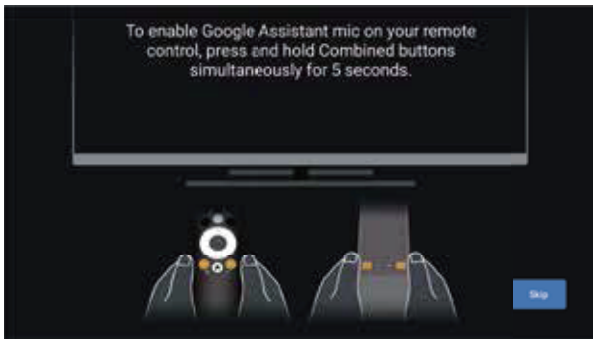 To enable Google Assistant mic on your remote
control, press and hold Combined buttons
simultaneously for 5 seconds.
Skip